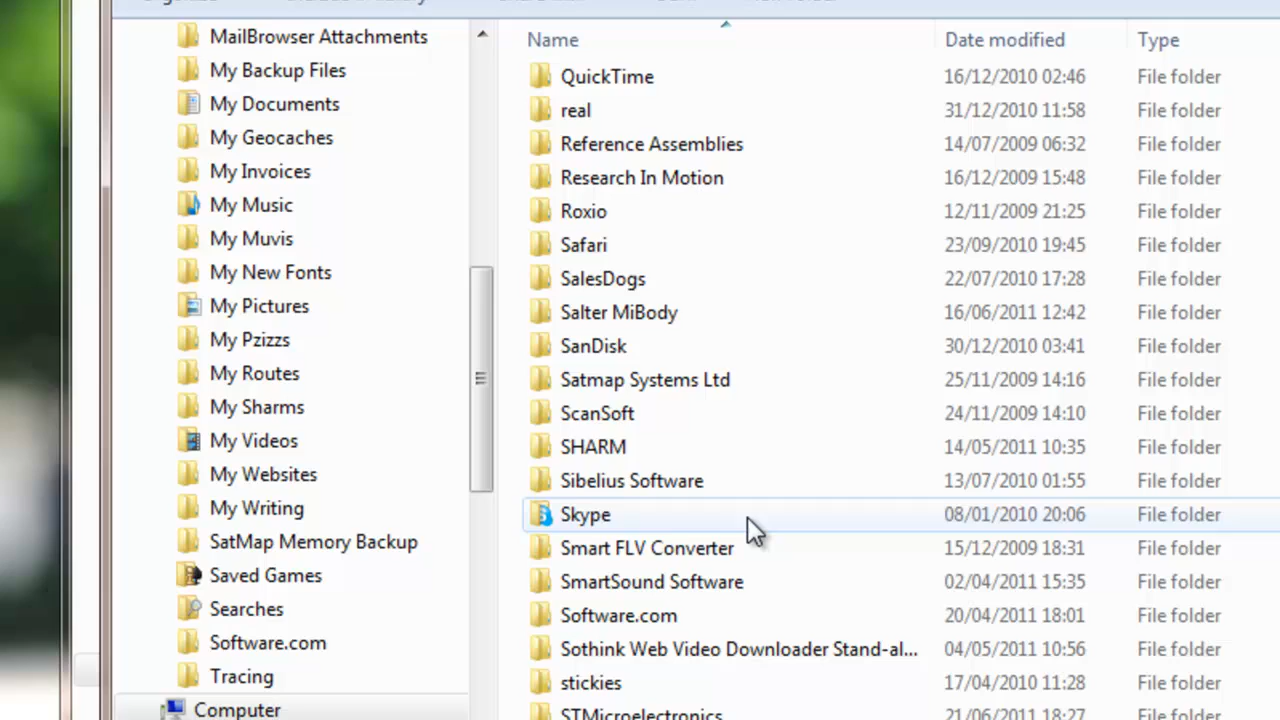 MailBrowser Attachments
My Backup Files
My Documents
My Geocaches
My Invoices
My Music
My Muvis
My New Fonts
My Pictures
My Pzizzs
My Routes
My Sharms
My Videos
My Websites
My Writing
SatMap Memory Backup
Saved Games
Searches
Software.com
Tracing
Computer
Name Date modified Type
QuickTime 16/12/2010 02:46 File folder
real 31/12/2010 11:58 File folder
Reference Assemblies 14/07/2009 06:32 File folder
Research In Motion 16/12/2009 15:48 File folder
Roxio 12/11/2009 21:25 File folder
Safari 23/09/2010 19:45 File folder
SalesDogs 22/07/2010 17:28 File folder
Salter MiBody 16/06/2011 12:42 File folder
SanDisk 30/12/2010 03:41 File folder
Satmap Systems Ltd 25/11/2009 14:16 File folder
ScanSoft 24/11/2009 14:10 File folder
SHARM 14/05/2011 10:35 File folder
Sibelius Software 13/07/2010 01:55 File folder
Skype 08/01/2010 20:06 File folder
Smart FLV Converter 15/12/2009 18:31 File folder
SmartSound Software 02/04/2011 15:35 File folder
Software.com 20/04/2011 18:01 File folder
Sothink Web Video Downloader Stand-al... 04/05/2011 10:56 File folder
stickies 17/04/2010 11:28 File folder
STMicroelectronics 21/06/2011 18:27 File folder